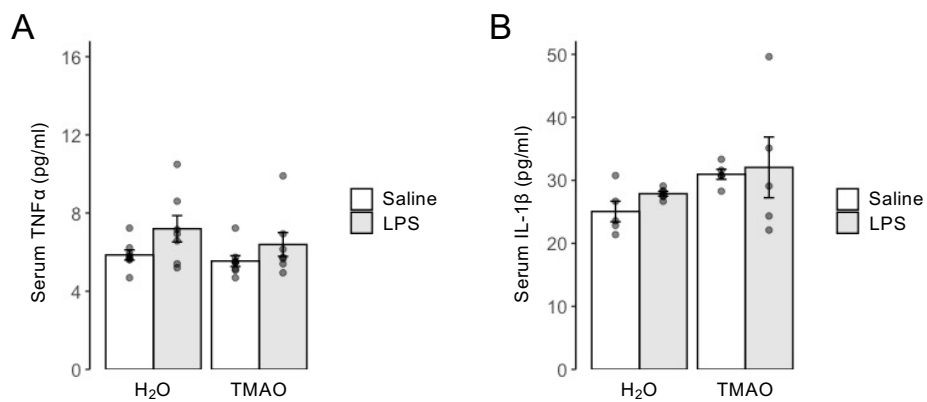 A
Serum TNFα (pg/ml)
16
12
8
4
0
H₂O
TMAO
Saline
LPS
B
Serum IL-1β (pg/ml)
50
40
30
20
10
0
H₂O
TMAO
Saline
LPS